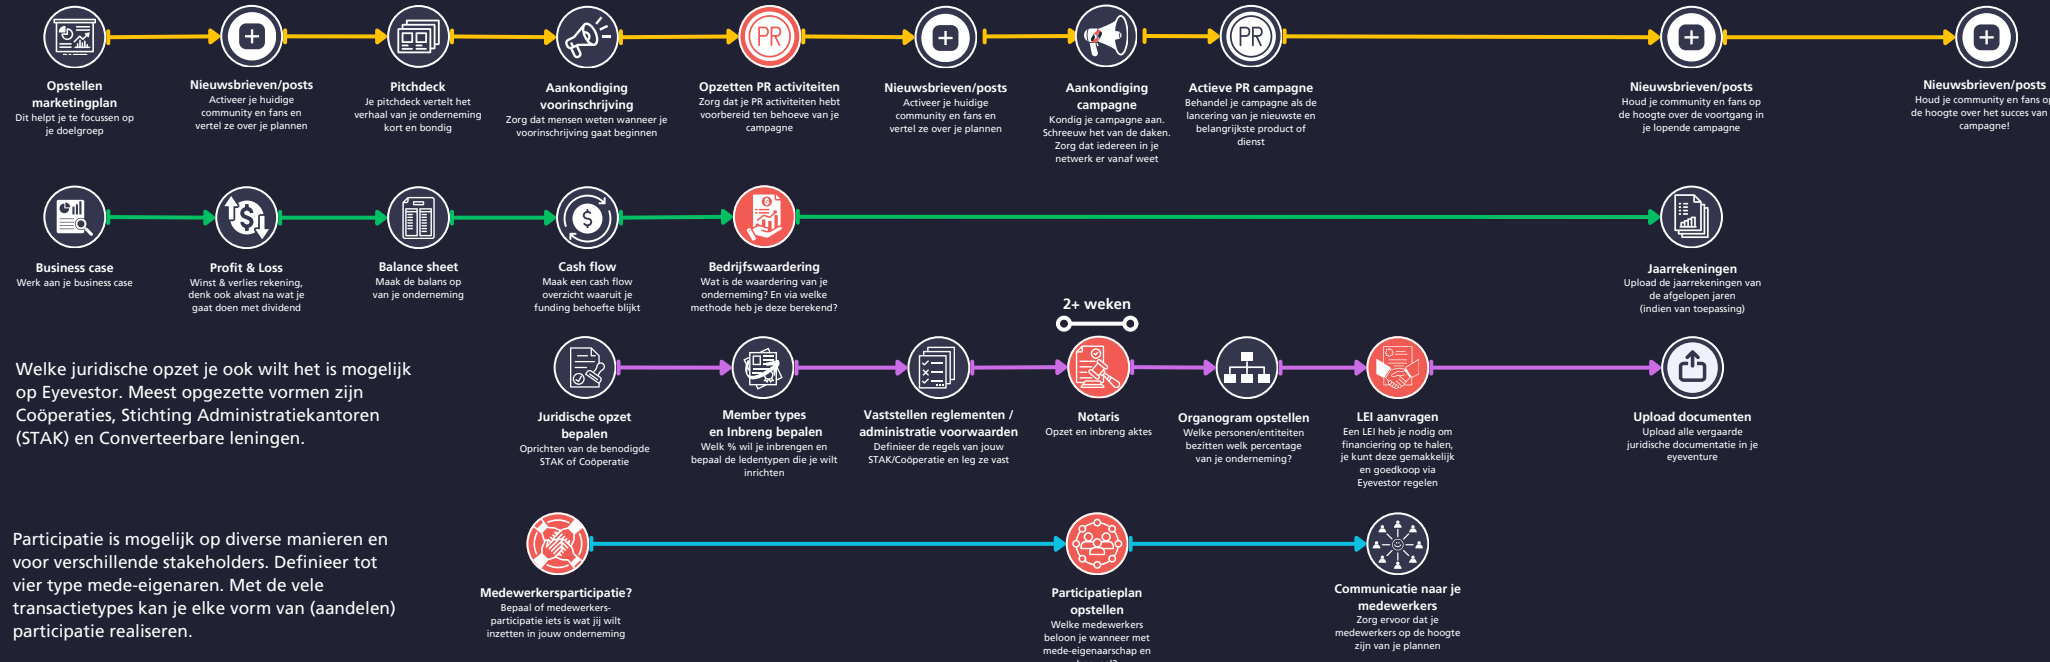 PR
PR
Opstellen
marketingplan
Dit helpt je te focussen op
je doelgroep
Nieuwsbrieven/posts
Activeer je huidige
community en fans en
vertel ze over je plannen
Pitchdeck
Je pitchdeck vertelt het
verhaal van je onderneming
kort en bondig
Aankondiging
voorinschrijving
Zorg dat mensen weten wanneer je
voorinschrijving gaat beginnen
Opzetten PR activiteiten
Zorg dat je PR activiteiten hebt
voorbereid ten behoeve van je
campagne
Nieuwsbrieven/posts
Activeer je huidige
community en fans en
vertel ze over je plannen
Aankondiging
campagne
Kondig je campagne aan.
Schreeuw het van de daken.
Zorg dat iedereen in je
netwerk er vanaf weet
Actieve PR campagne
Behandel je campagne als de
lancering van je nieuwste en
belangrijkste product of
dienst
Nieuwsbrieven/posts
Houd je community en fans op
de hoogte over de voortgang in
je lopende campagne
Nieuwsbrieven/posts
Houd je community en fans
de hoogte over het succes van
campagne!
Business case
Werk aan je business case
Profit & Loss
Winst & verlies rekening,
denk ook alvast na wat je
gaat doen met dividend
Balance sheet
Maak de balans op
van je onderneming
Cash flow
Maak een cash flow
overzicht waaruit je
funding behoefte blijkt
Bedrijfswaardering
Wat is de waardering van je
onderneming? En via welke
methode heb je deze berekend?
Jaarrekeningen
Upload de jaarrekeningen van
de afgelopen jaren
(indien van toepassing)
2+ weken
Welke juridische opzet je ook wilt het is mogelijk
op Eyevestor. Meest opgezette vormen zijn
Coöperaties, Stichting Administratiekantoren
(STAK) en Converteerbare leningen.
Juridische opzet
bepalen
Oprichten van de benodigde
STAK of Coöperatie
Member types
en Inbreng bepalen
Welk % wil je inbrengen en
bepaal de ledentypen die je wilt
inrichten
Vaststellen reglementen /
administratie voorwaarden
Definieer de regels van jouw
STAK/Coöperatie en leg ze vast
Notaris
Opzet en inbreng aktes
Organogram opstellen
Welke personen/entiteiten
bezitten welk percentage
van je onderneming?
LEI aanvragen
Een LEI heb je nodig om
financiering op te halen,
je kunt deze gemakkelijk
en goedkoop via
Eyevestor regelen
Upload documenten
Upload alle vergaarde
juridische documentatie in je
eyeventure
Participatie is mogelijk op diverse manieren en
voor verschillende stakeholders. Definieer tot
vier type mede-eigenaren. Met de vele
transactietypes kan je elke vorm van (aandelen)
participatie realiseren.
Medewerkersparticipatie?
Bepaal of medewerkers-
participatie iets is wat jij wilt
inzetten in jouw onderneming
Participatieplan
opstellen
Welke medewerkers
beloon je wanneer met
mede-eigenaarschap en
Communicatie naar je
medewerkers
Zorg ervoor dat je
medewerkers op de hoogte
zijn van je plannen